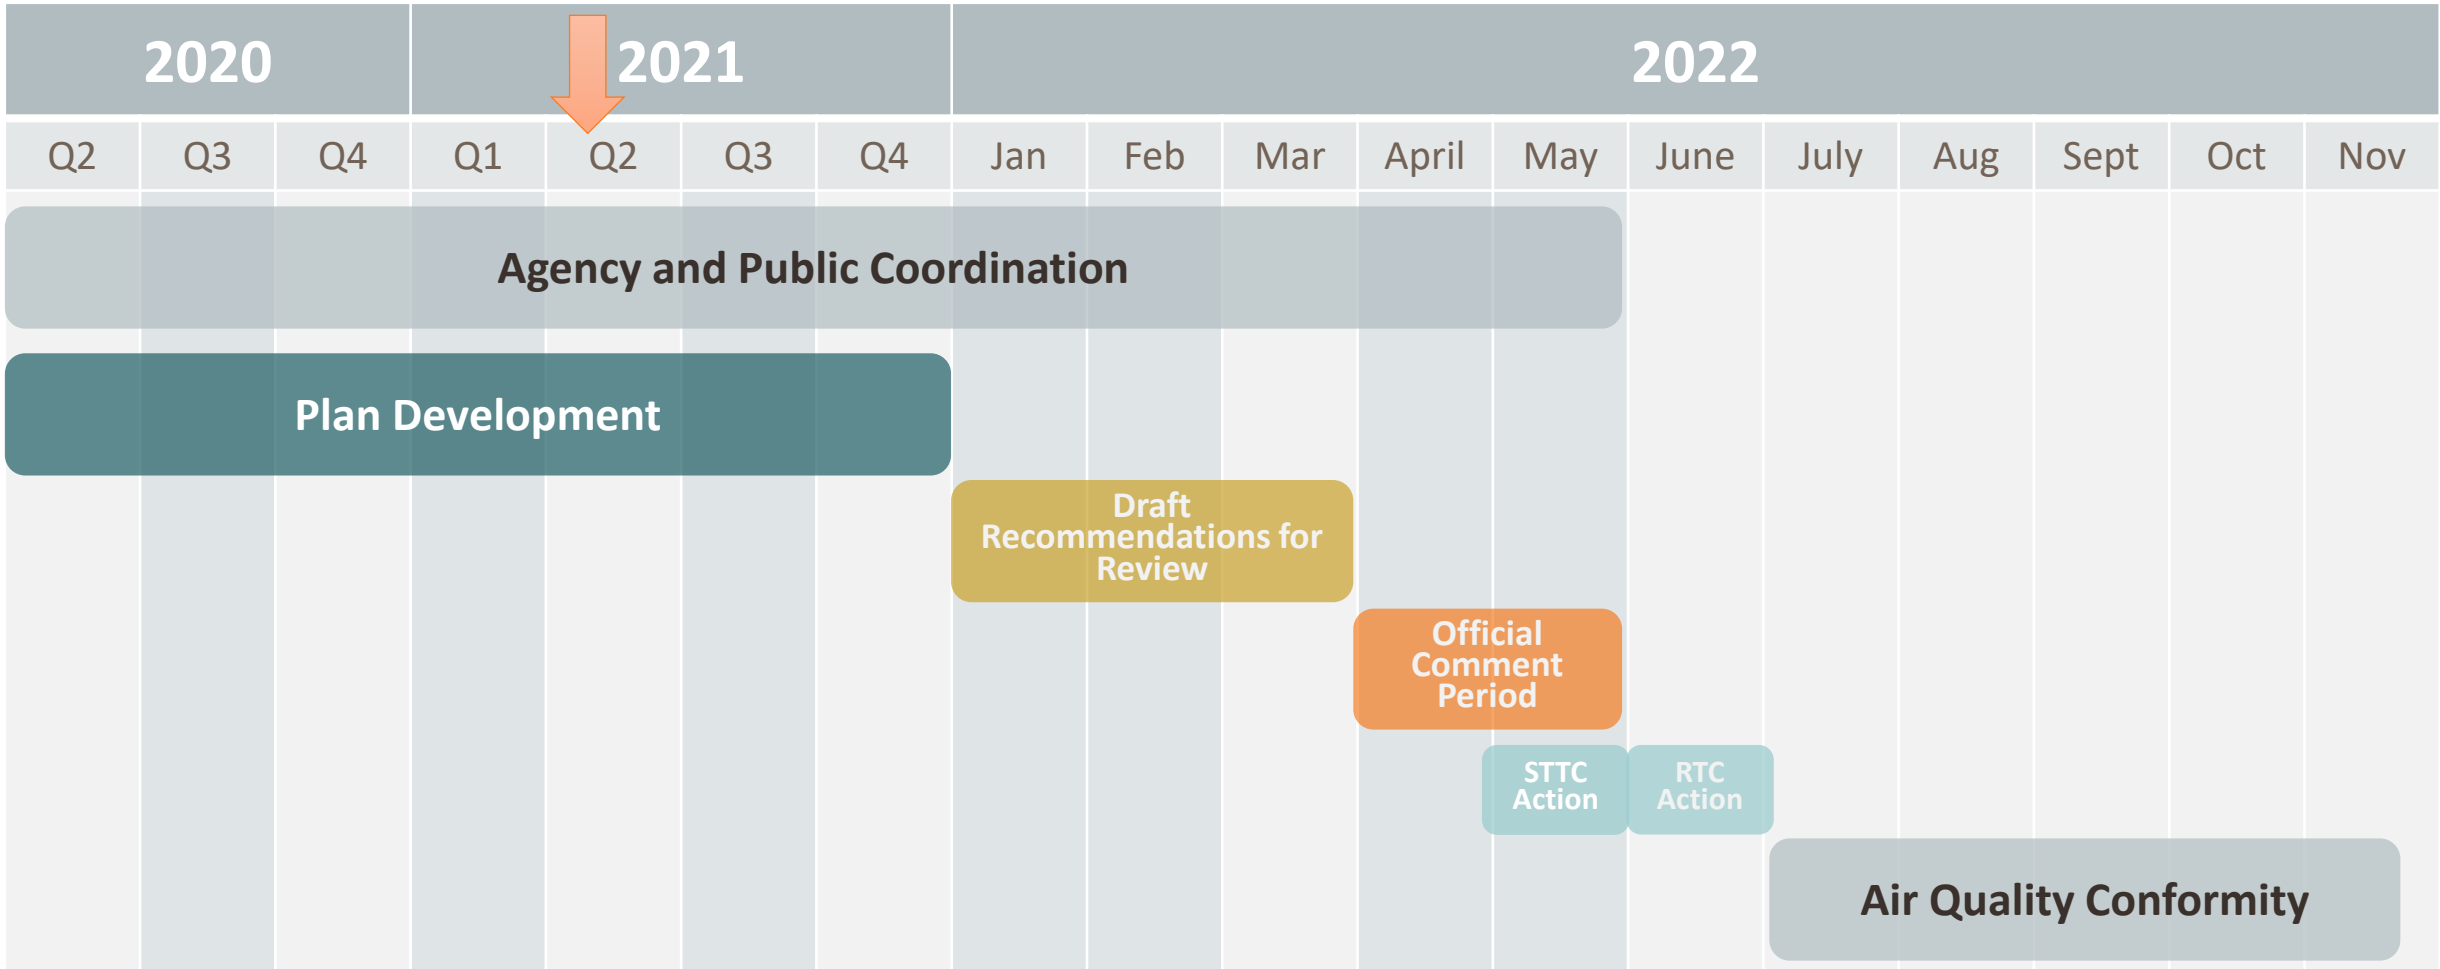 2020 2021 2022
Q2 Q3 Q4 Q1 Q2 Q3 Q4 Jan Feb Mar April May June July Aug Sept Oct Nov
Agency and Public Coordination
Plan Development
Draft
Recommendations for
Review
Official
Comment
Period
STTC
Action
RTC
Action
Air Quality Conformity